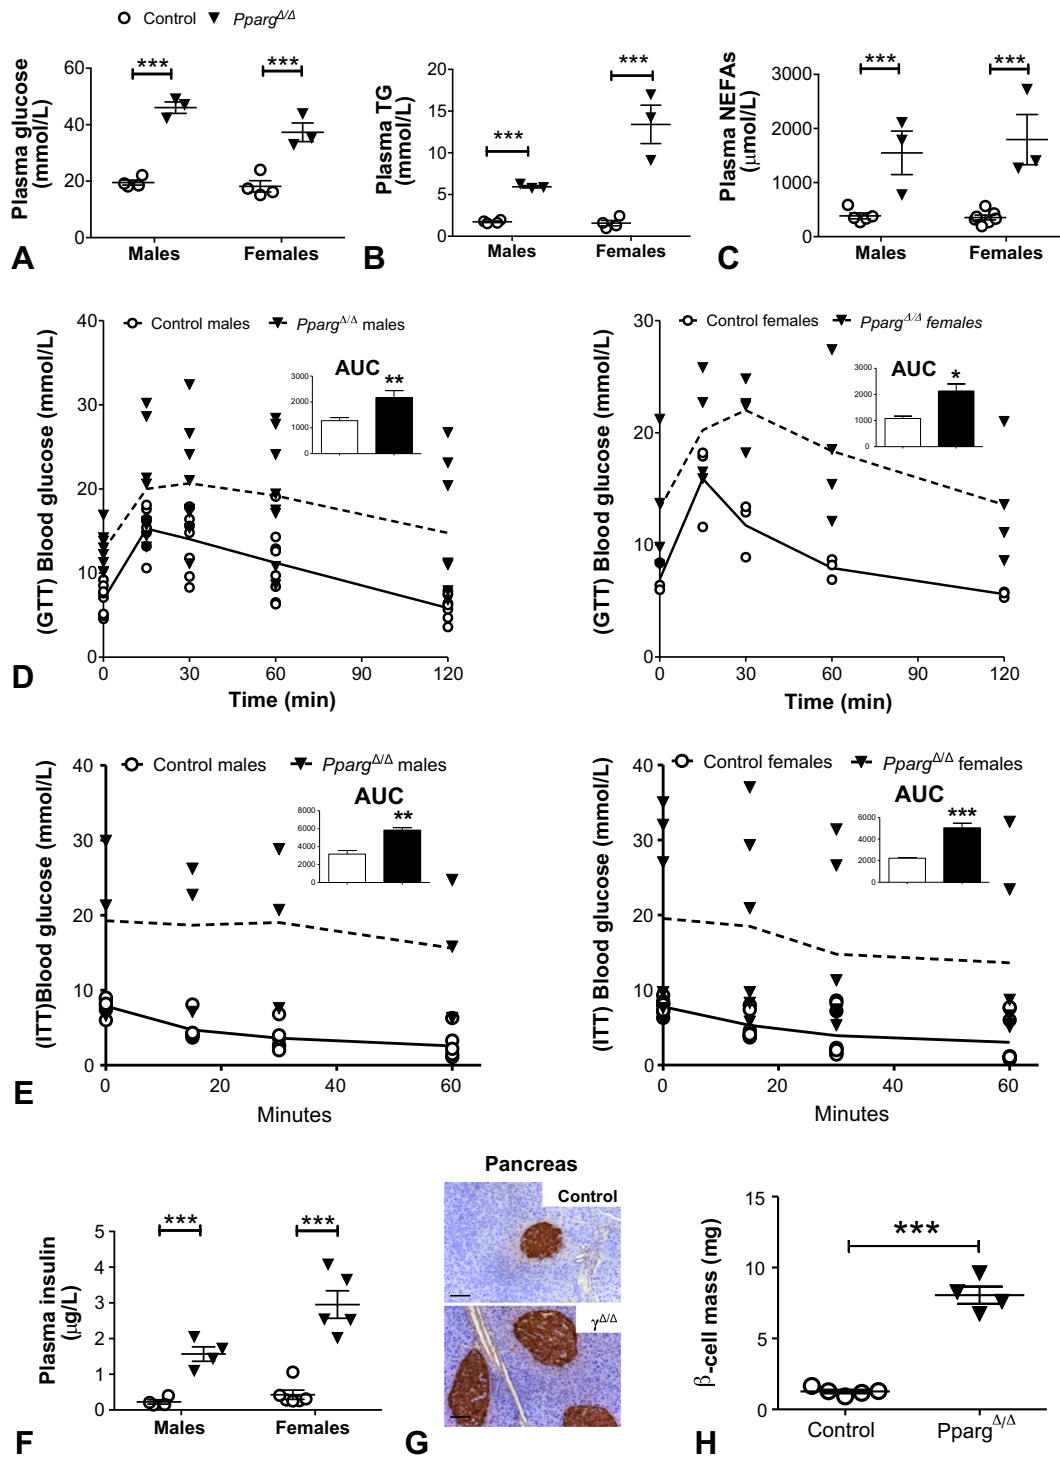 Control Pparg^Δ/Δ
Plasma glucose
(mmol/L)
60
40
20
0
***
***
Males
Females
A
Plasma TG
(mmol/L)
20
15
10
5
0
***
***
Males
Females
B
Plasma NEFAs
(μmol/L)
3000
2000
1000
0
***
***
Males
Females
C
(GTT) Blood glucose (mmol/L)
40
30
20
10
0
Control males Pparg^Δ/Δ males
AUC
**
3000
2000
1000
0
0 30 60 90 120
Time (min)
D
(GTT) Blood glucose (mmol/L)
30
20
10
0
Control females Pparg^Δ/Δ females
AUC
*
3000
2000
1000
0
0 30 60 90 120
Time (min)
(ITT)Blood glucose (mmol/L)
40
30
20
10
0
Control males Pparg^Δ/Δ males
AUC
**
8000
6000
4000
2000
0
0 20 40 60
Minutes
E
(ITT) Blood glucose (mmol/L)
40
30
20
10
0
Control females Pparg^Δ/Δ females
AUC
***
6000
4000
2000
0
0 20 40 60
Minutes
Plasma insulin
(μg/L)
5
4
3
2
1
0
***
***
Males
Females
F
Pancreas
Control
γ^Δ/Δ
G
β-cell mass (mg)
15
10
5
0
***
Control
Pparg^Δ/Δ
H